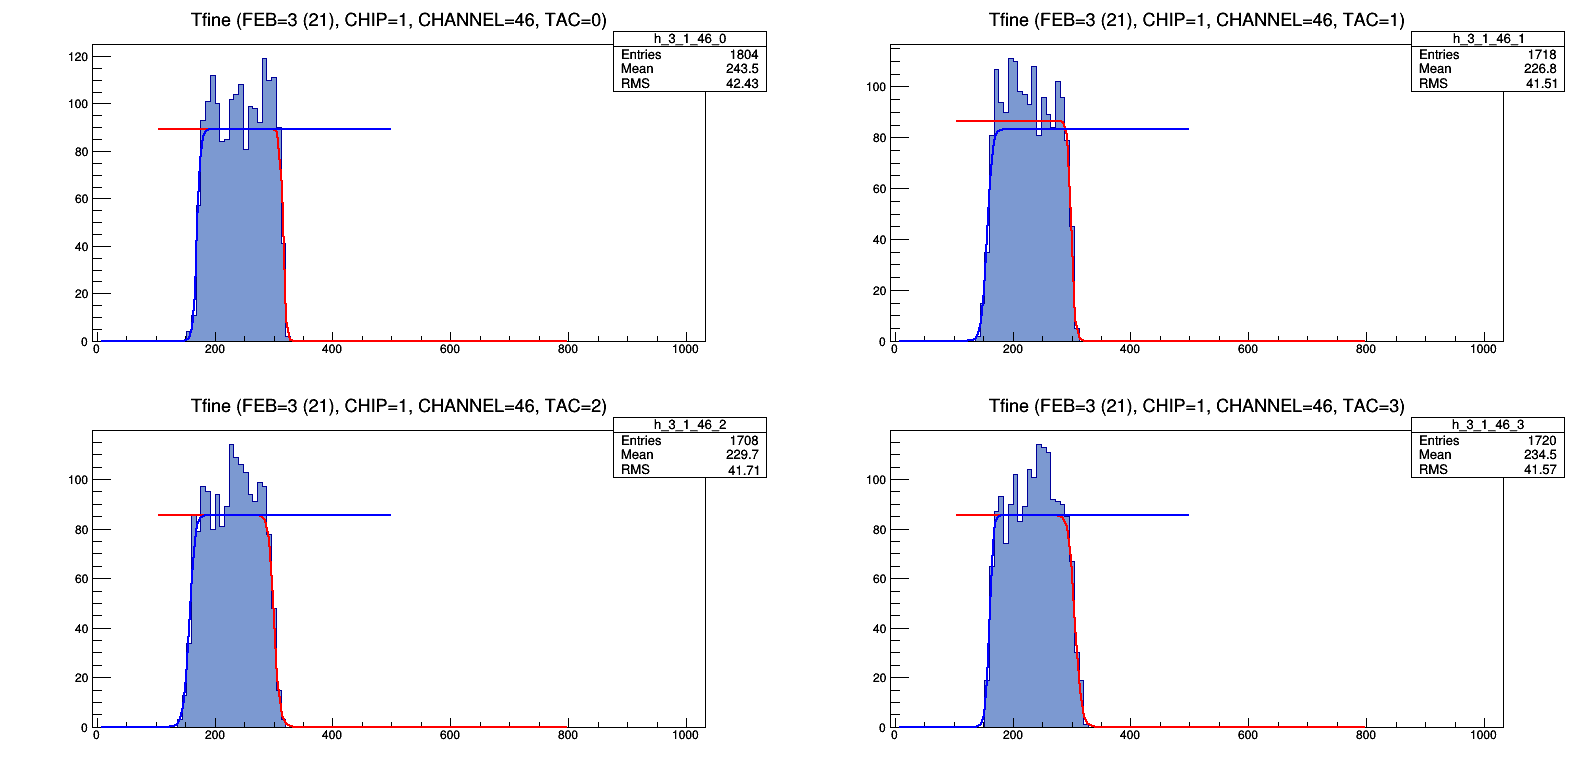 Tfine (FEB=3 (21), CHIP=1, CHANNEL=46, TAC=0)
h_3_1_46_0
Entries 1804
Mean 243.5
RMS 42.43
120
100
80
60
40
20
0
0 200 400 600 800 1000
Tfine (FEB=3 (21), CHIP=1, CHANNEL=46, TAC=1)
h_3_1_46_1
Entries 1718
Mean 226.8
RMS 41.51
100
80
60
40
20
0
0 200 400 600 800 1000
Tfine (FEB=3 (21), CHIP=1, CHANNEL=46, TAC=2)
h_3_1_46_2
Entries 1708
Mean 229.7
RMS 41.71
100
80
60
40
20
0
0 200 400 600 800 1000
Tfine (FEB=3 (21), CHIP=1, CHANNEL=46, TAC=3)
h_3_1_46_3
Entries 1720
Mean 234.5
RMS 41.57
100
80
60
40
20
0
0 200 400 600 800 1000